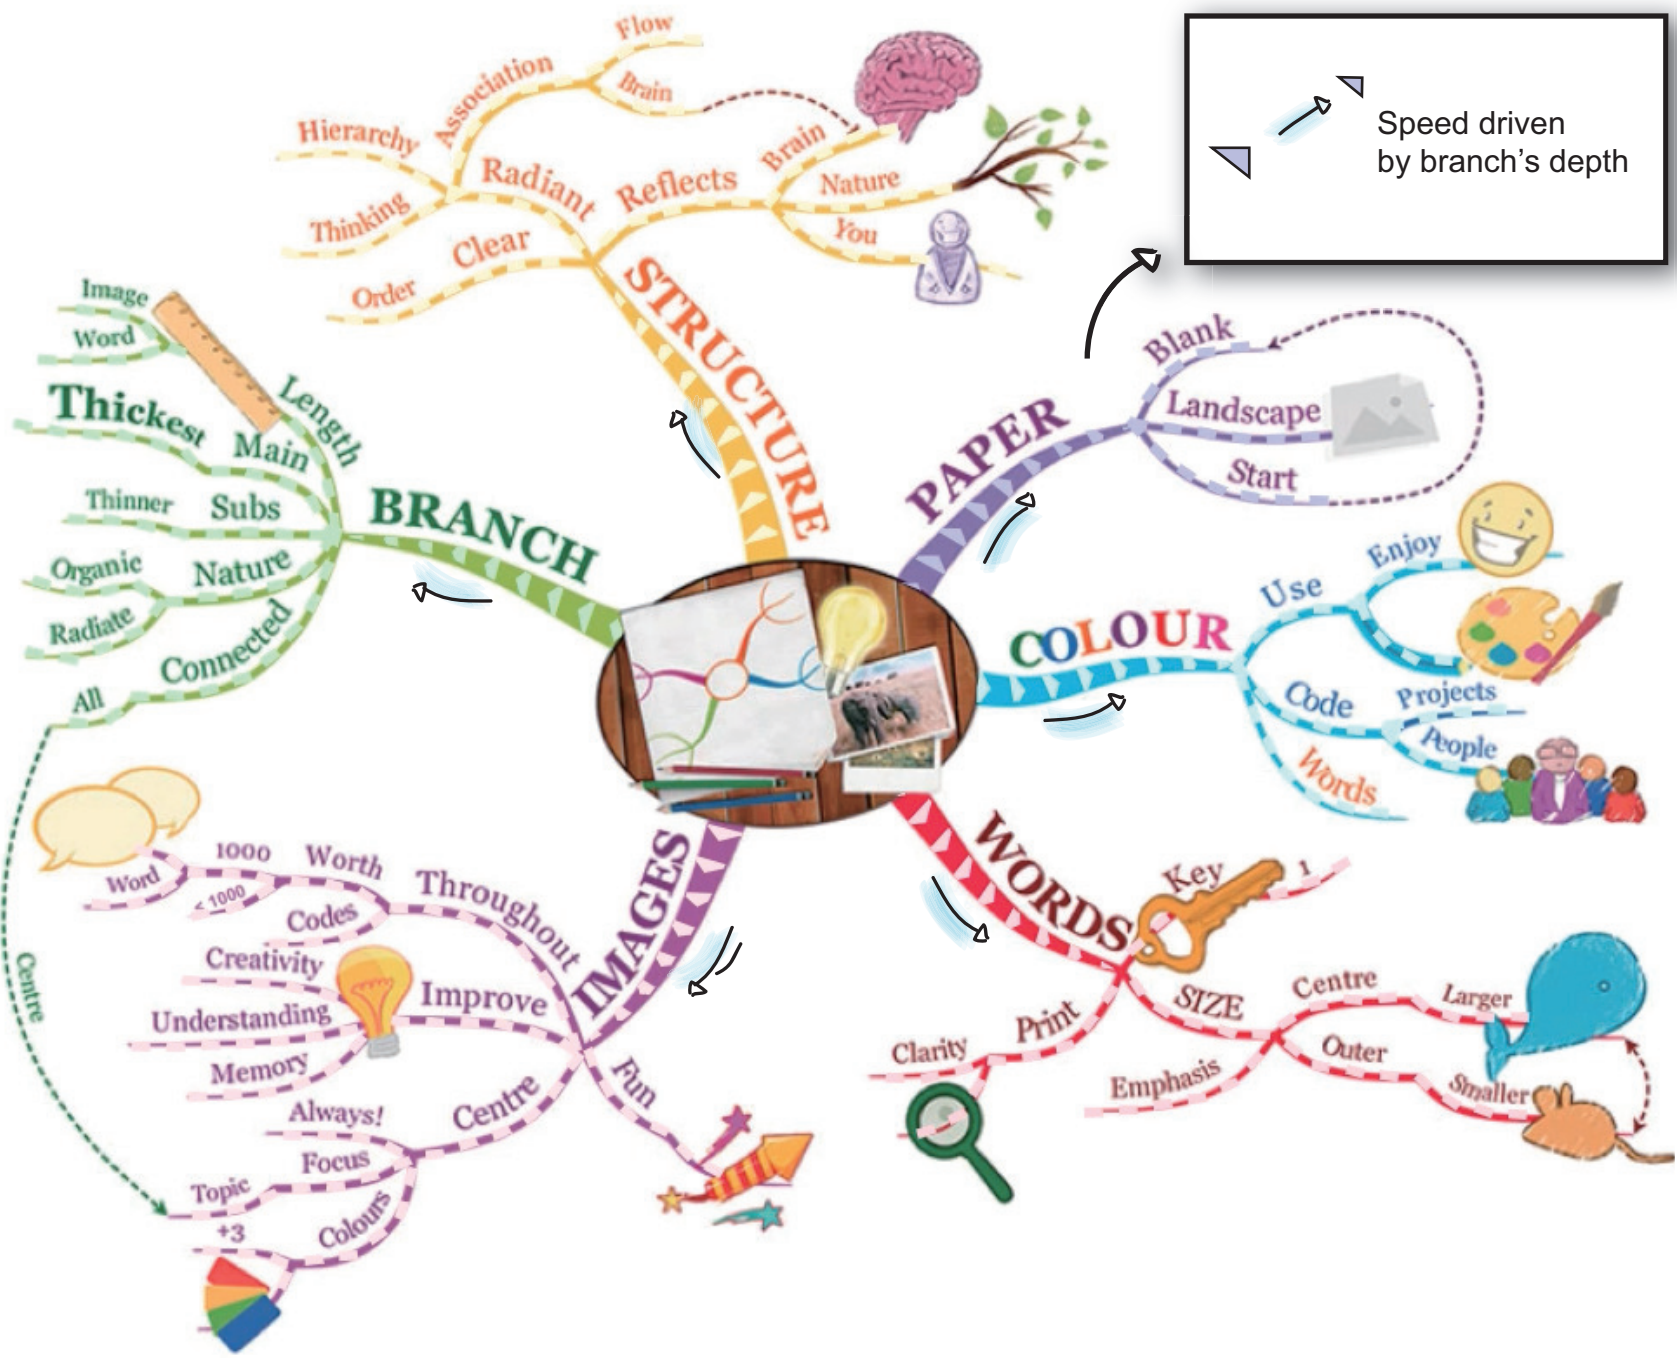 Speed driven
by branch's depth
STRUCTURE
Radiant
Association
Flow
Brain
Hierarchy
Thinking
Clear
Order
Reflects
Brain
Nature
You
PAPER
Blank
Landscape
Start
COLOUR
Use
Enjoy
Code
Projects
People
Words
WORDS
Key
1
SIZE
Centre
Larger
Outer
Smaller
Emphasis
Print
Clarity
IMAGES
Throughout
Worth
1000
Word
< 1000
Codes
Improve
Creativity
Understanding
Memory
Fun
Centre
Always!
Focus
Topic
Colours
+3
BRANCH
Length
Image
Word
Main
Thickest
Subs
Thinner
Nature
Organic
Radiate
Connected
All
Centre